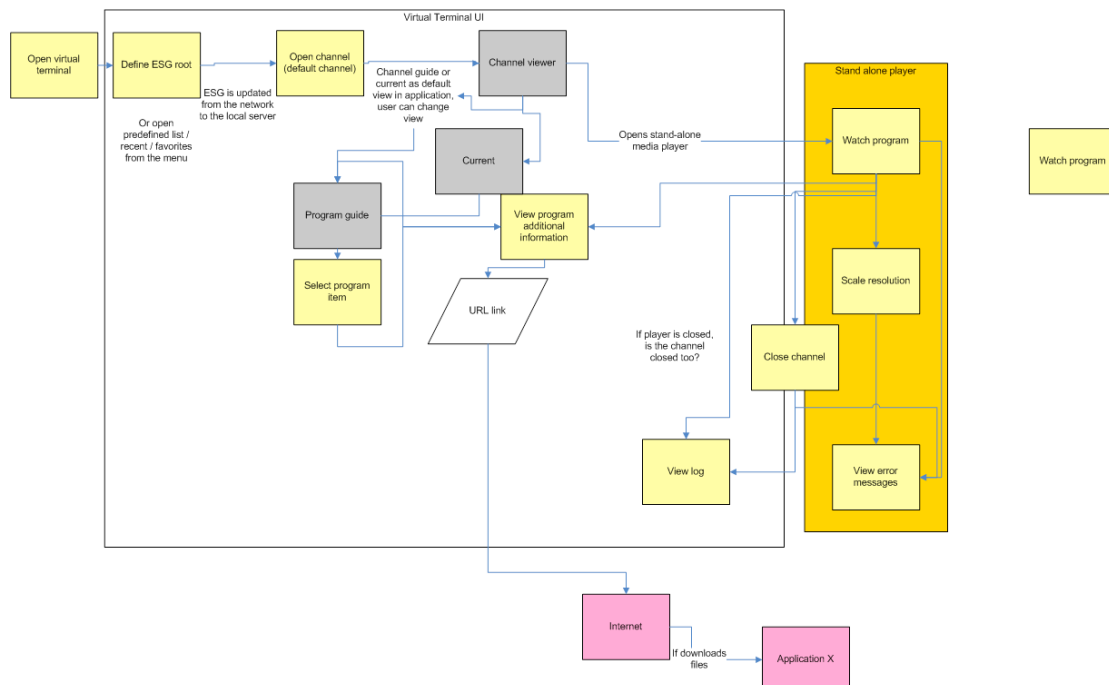 Virtual Terminal UI
Open virtual
terminal
Define ESG root
Open channel
(default channel)
Channel viewer
ESG is updated
from the network
to the local server
Or open
predefined list /
recent / favorites
from the menu
Channel guide or
current as default
view in application,
user can change
view
Stand alone player
Opens stand-alone
media player
Watch program
Watch program
Current
Program guide
View program
additional
information
Select program
item
URL link
Scale resolution
If player is closed,
is the channel
closed too?
Close channel
View log
View error
messages
Internet
If downloads
files
Application X